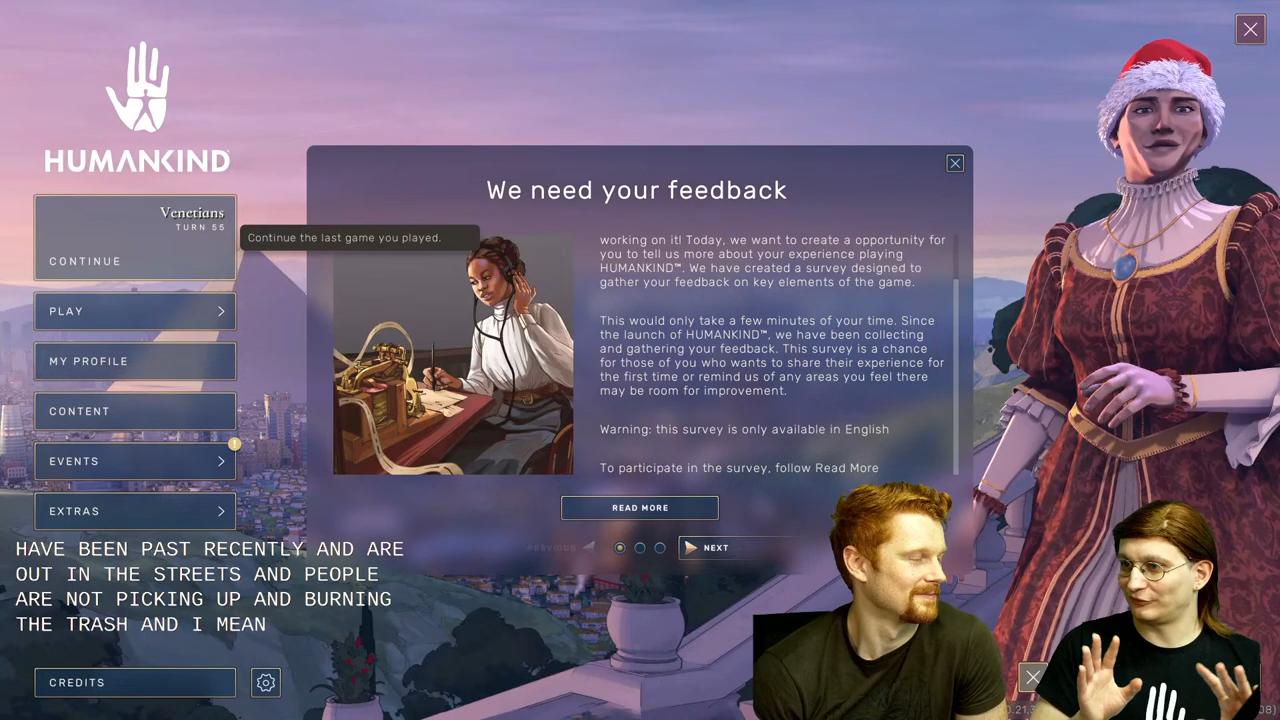 HUMANKIND
Venetians
TURN 55
CONTINUE
Continue the last game you played.
PLAY
MY PROFILE
CONTENT
EVENTS
!
EXTRAS
We need your feedback
working on it! Today, we want to create a opportunity for
you to tell us more about your experience playing
HUMANKIND™. We have created a survey designed to
gather your feedback on key elements of the game.
This would only take a few minutes of your time. Since
the launch of HUMANKIND™, we have been collecting
and gathering your feedback. This survey is a chance
for those of you who wants to share their experience for
the first time or remind us of any areas you feel there
may be room for improvement.
Warning: this survey is only available in English
To participate in the survey, follow Read More
READ MORE
PREVIOUS
NEXT
HAVE BEEN PAST RECENTLY AND ARE
OUT IN THE STREETS AND PEOPLE
ARE NOT PICKING UP AND BURNING
THE TRASH AND I MEAN
CREDITS